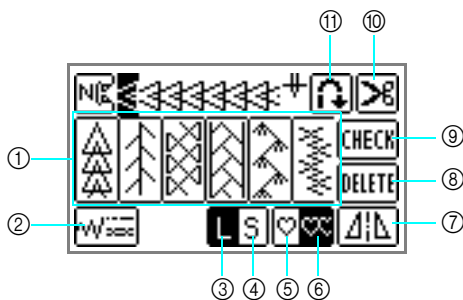 ⑪ ⑩
N
① CHECK ⑨
DELETE ⑧
② L S ⑦
③ ④ ⑤ ⑥